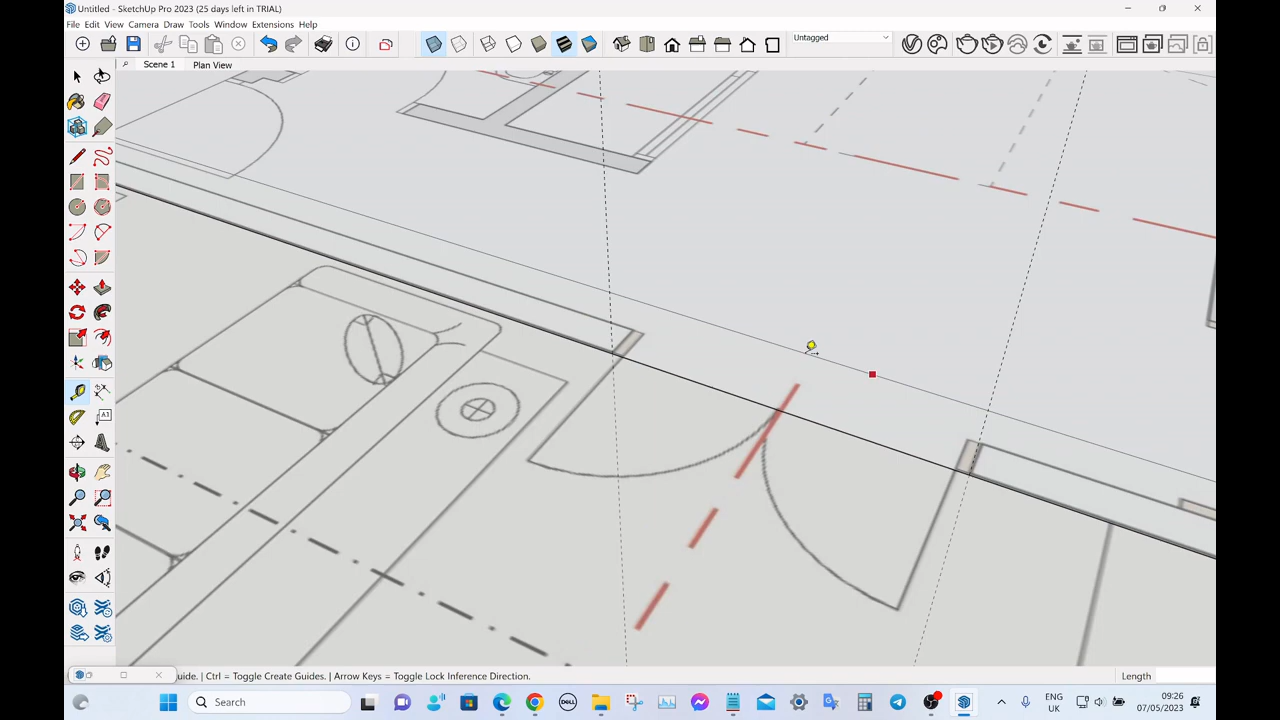 Untitled - SketchUp Pro 2023 (25 days left in TRIAL)
File Edit View Camera Draw Tools Window Extensions Help
Untagged
Scene 1 Plan View
A1
uide. | Ctrl = Toggle Create Guides. | Arrow Keys = Toggle Lock Inference Direction.
Length
Search
DELL
ENG
UK
09:26
07/05/2023